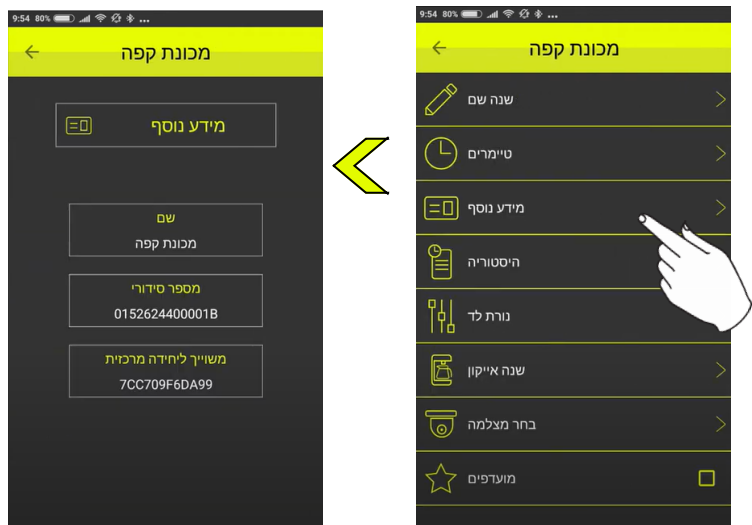 9:54 80% ...
מכונת קפה
שנה שם
טיימרים
מידע נוסף
היסטוריה
נורת לד
שנה אייקון
בחר מצלמה
מועדפים
9:54 80% ...
מכונת קפה
מידע נוסף
שם
מכונת קפה
מספר סידורי
0152624400001B
משוייך ליחידה מרכזית
7CC709F6DA99